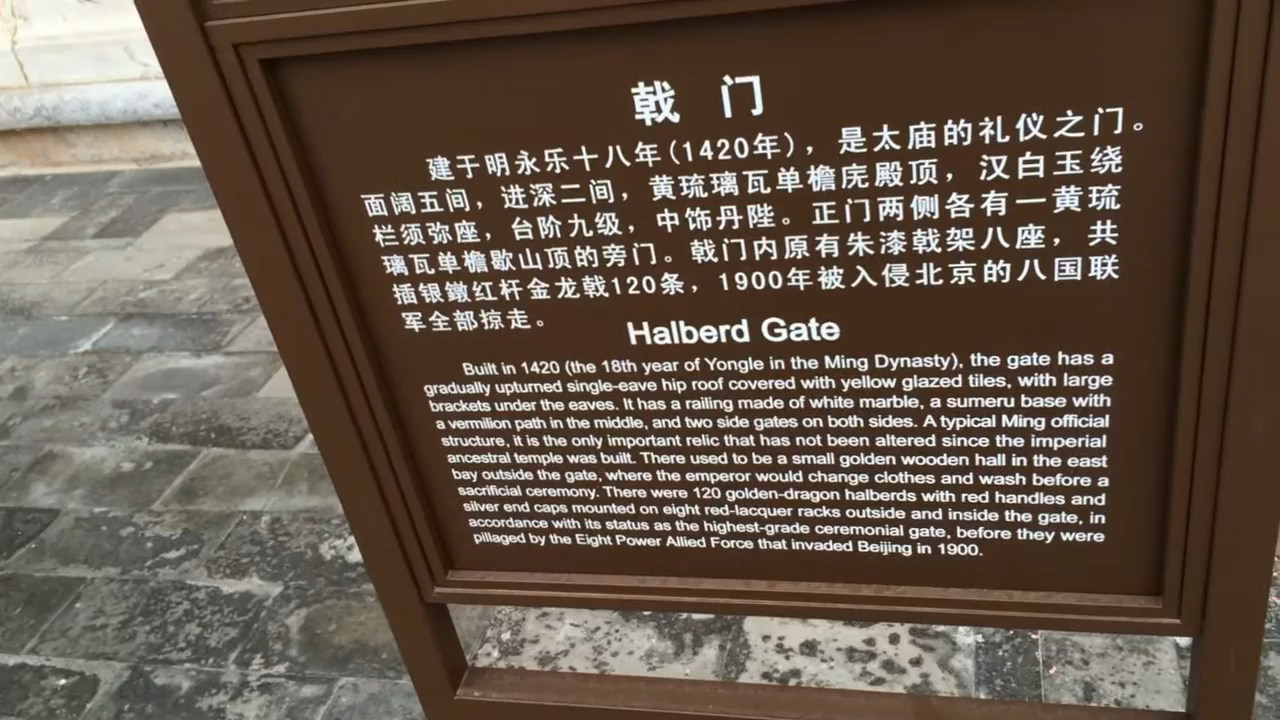 戟 门
建于明永乐十八年(1420年)，是太庙的礼仪之门。
面阔五间，进深二间，黄琉璃瓦单檐庑殿顶，汉白玉绕
栏须弥座，台阶九级，中饰丹陛。正门两侧各有一黄琉
璃瓦单檐歇山顶的旁门。戟门内原有朱漆戟架八座，共
插银镦红杆金龙戟120条，1900年被入侵北京的八国联
军全部掠走。
Halberd Gate
Built in 1420 (the 18th year of Yongle in the Ming Dynasty), the gate has a
gradually upturned single-eave hip roof covered with yellow glazed tiles, with large
brackets under the eaves. It has a railing made of white marble, a sumeru base with
a vermilion path in the middle, and two side gates on both sides. A typical Ming official
structure, it is the only important relic that has not been altered since the imperial
ancestral temple was built. There used to be a small golden wooden hall in the east
bay outside the gate, where the emperor would change clothes and wash before a
sacrificial ceremony. There were 120 golden-dragon halberds with red handles and
silver end caps mounted on eight red-lacquer racks outside and inside the gate, in
accordance with its status as the highest-grade ceremonial gate, before they were
pillaged by the Eight Power Allied Force that invaded Beijing in 1900.